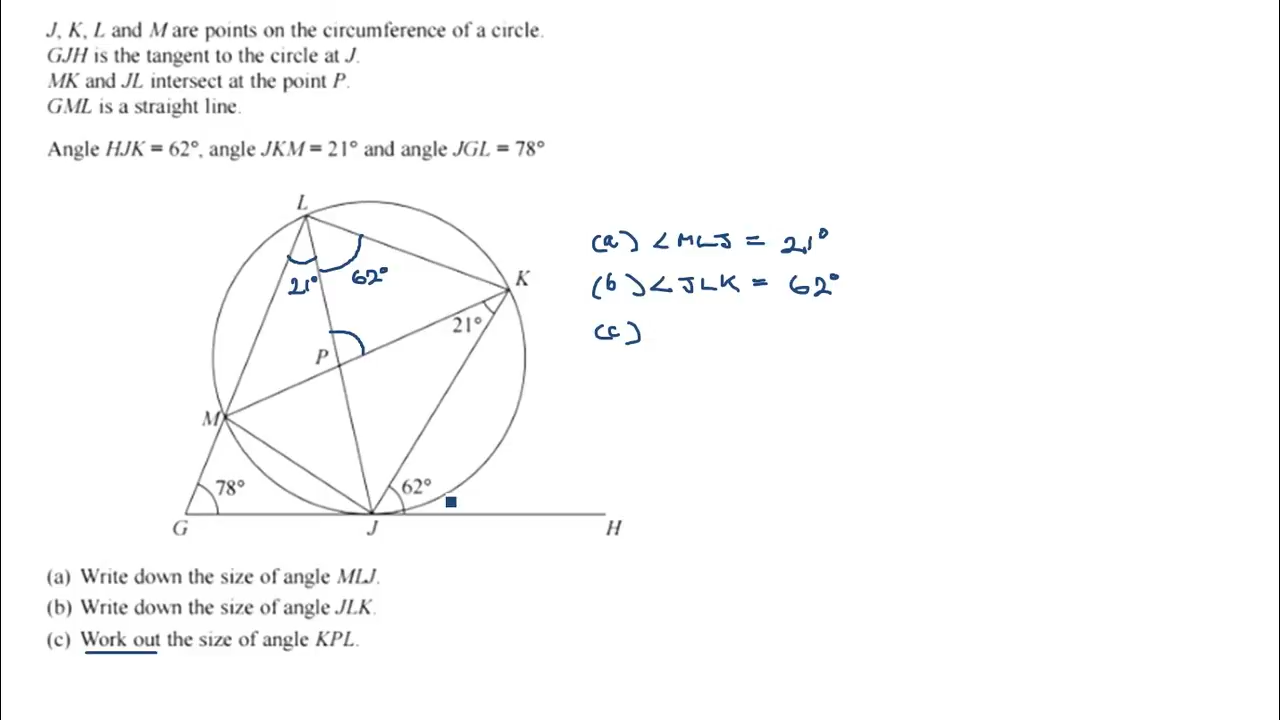 J, K, L and M are points on the circumference of a circle.
GJH is the tangent to the circle at J.
MK and JL intersect at the point P.
GML is a straight line.
Angle HJK = 62°, angle JKM = 21° and angle JGL = 78°
L
(a) ∠MLJ = 21°
K
21° 62°
(b) ∠JLK = 62°
21°
(c)
P
M
78°
62°
G
J
H
(a) Write down the size of angle MLJ.
(b) Write down the size of angle JLK.
(c) Work out the size of angle KPL.